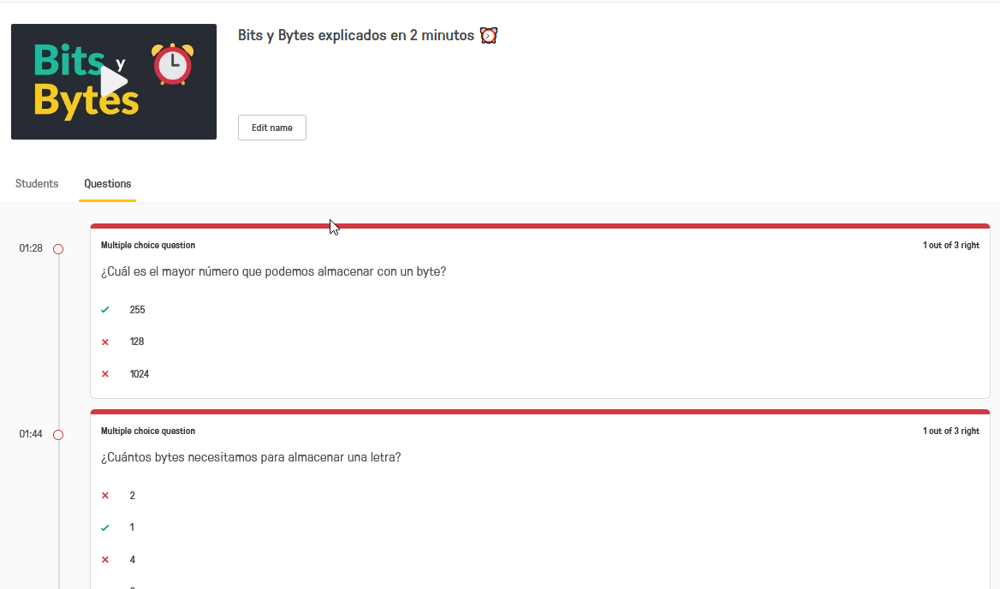 Bits y
Bytes
Bits y Bytes explicados en 2 minutos
Edit name
Students
Questions
01:28
Multiple choice question
1 out of 3 right
¿Cuál es el mayor número que podemos almacenar con un byte?
255
128
1024
01:44
Multiple choice question
1 out of 3 right
¿Cuántos bytes necesitamos para almacenar una letra?
2
1
4